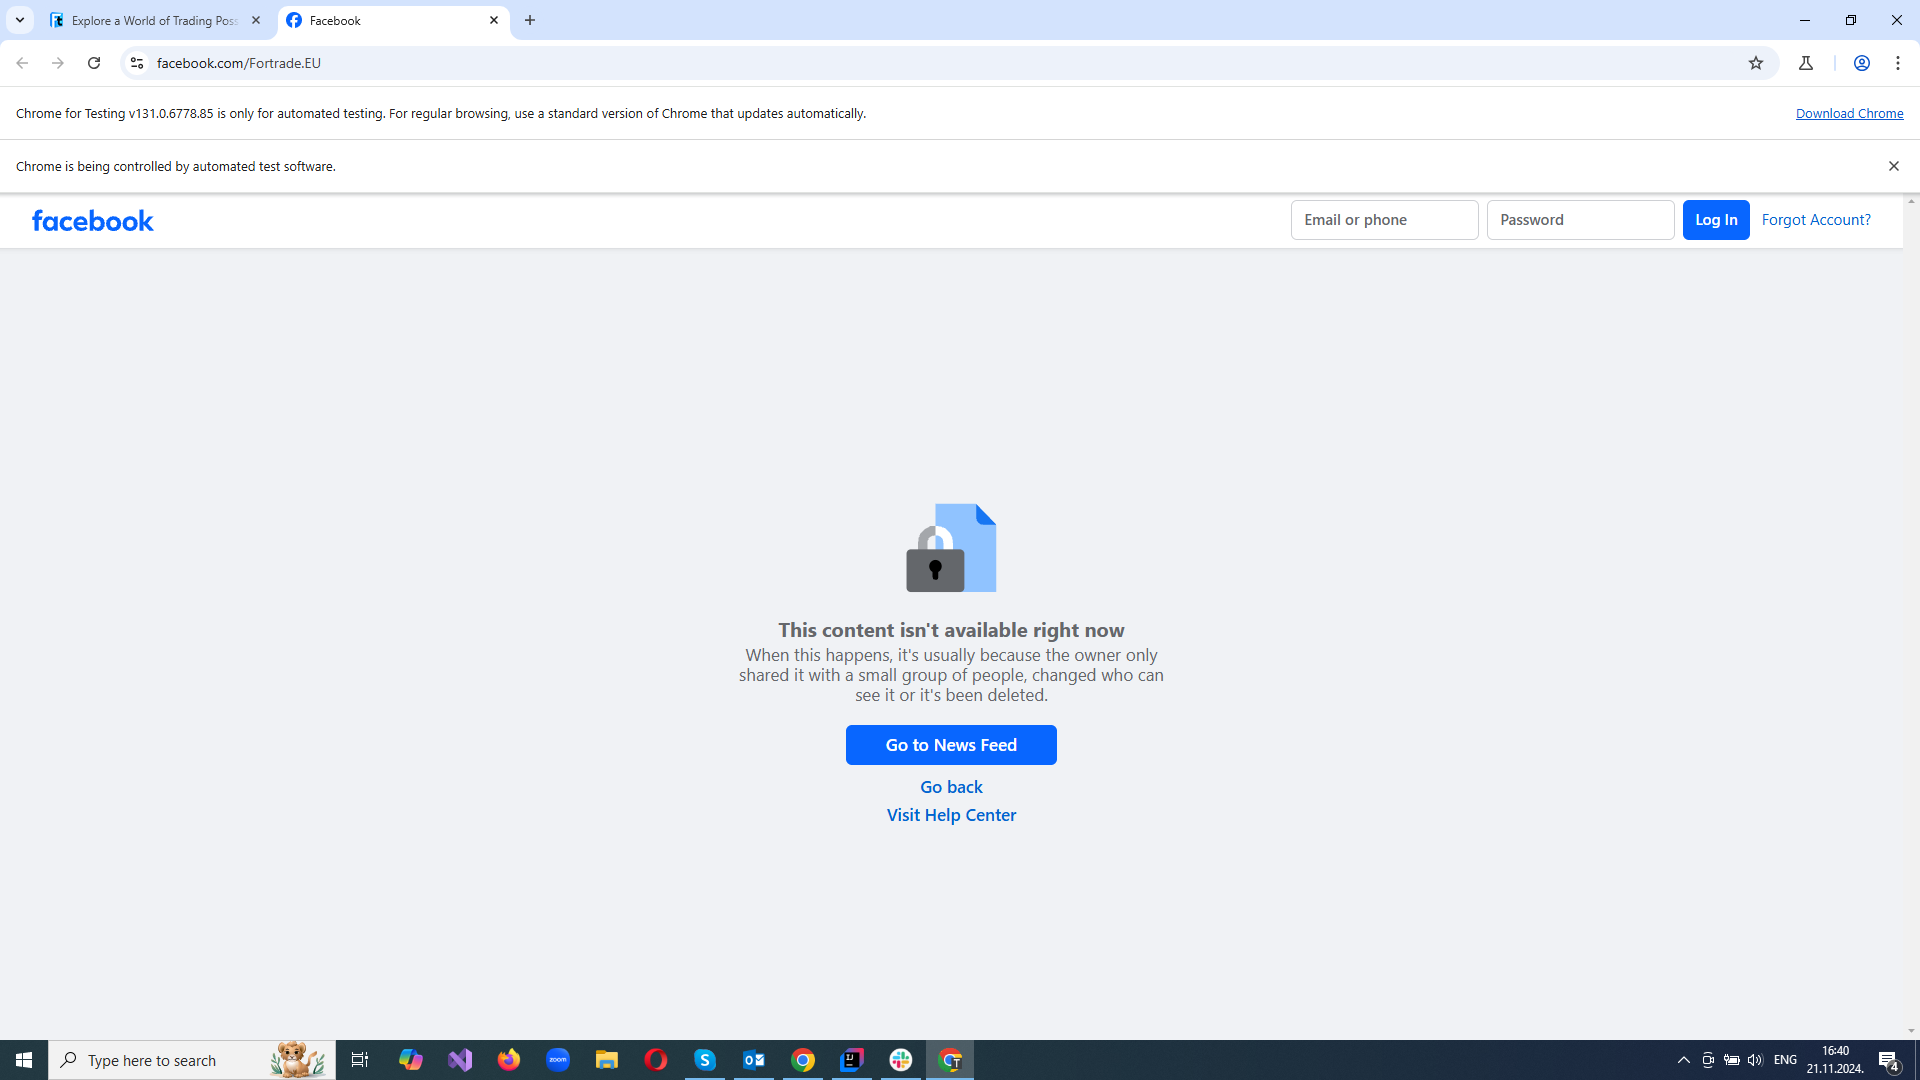 Explore a World of Trading Poss
Facebook
facebook.com/Fortrade.EU
Chrome for Testing v131.0.6778.85 is only for automated testing. For regular browsing, use a standard version of Chrome that updates automatically.
Download Chrome
Chrome is being controlled by automated test software.
facebook
Email or phone
Password
Log In
Forgot Account?
This content isn't available right now
When this happens, it's usually because the owner only
shared it with a small group of people, changed who can
see it or it's been deleted.
Go to News Feed
Go back
Visit Help Center
Type here to search
zoom
ENG
16:40
21.11.2024.
4